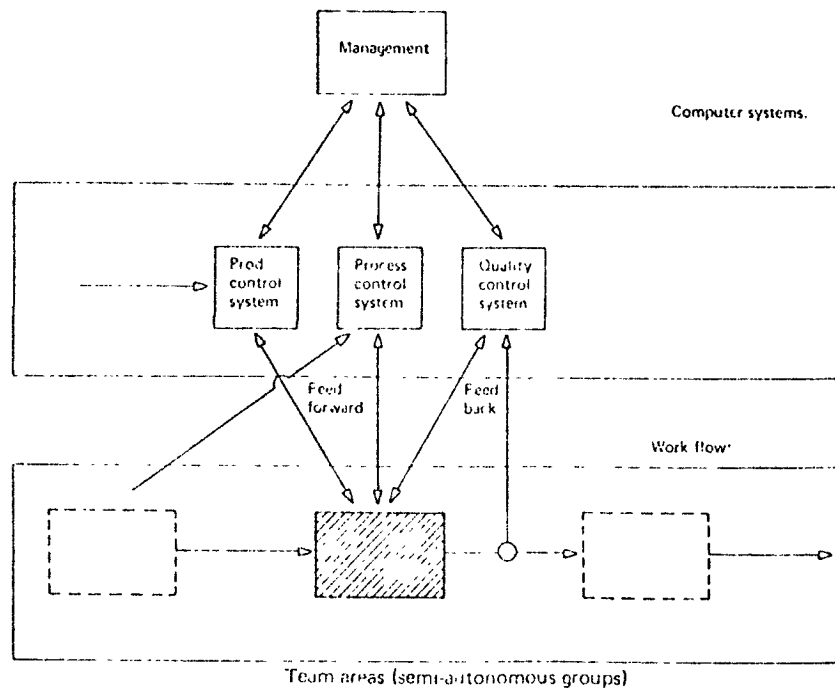 Management
Computer systems.
Prod
control
system
Process
control
system
Quality
control
system
Feed
forward
Feed
back
Work flow
Team areas (semi-autonomous groups)